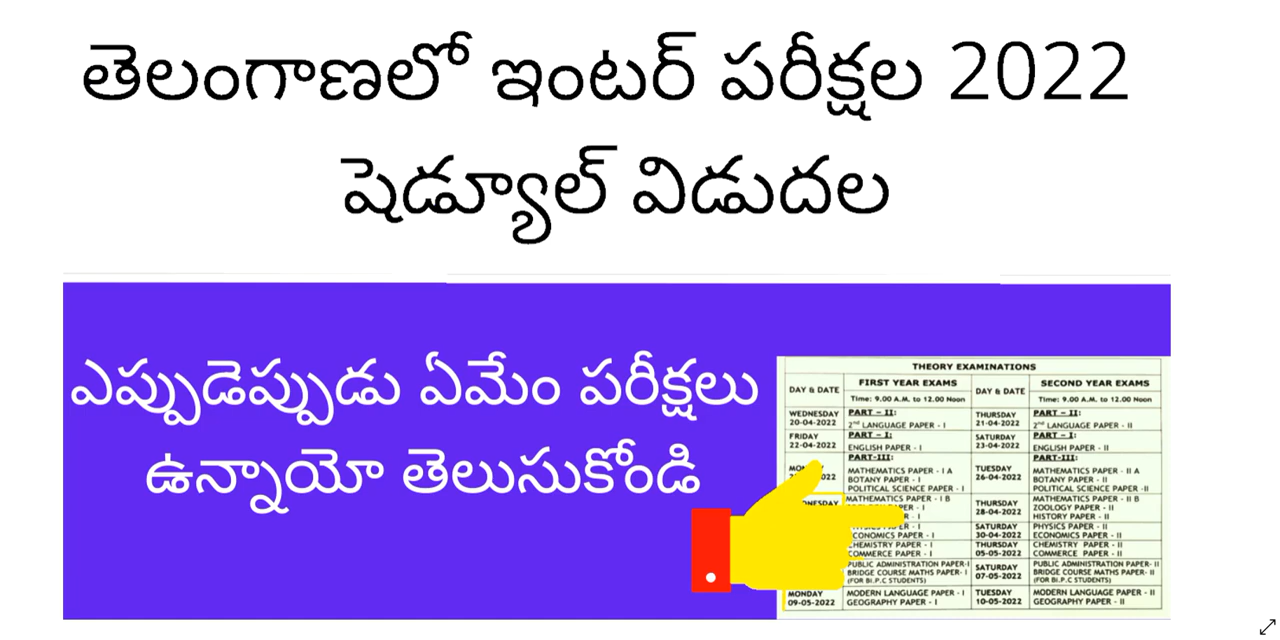 తెలంగాణలో ఇంటర్ పరీక్షల 2022
షెడ్యూల్ విడుదల
ఎప్పుడెప్పుడు ఏమేం పరీక్షలు
ఉన్నాయో తెలుసుకోండి
THEORY EXAMINATIONS
DAY & DATE FIRST YEAR EXAMS DAY & DATE SECOND YEAR EXAMS
Time: 9.00 A.M. to 12.00 Noon Time: 9.00 A.M. to 12.00 Noon
WEDNESDAY PART – II: THURSDAY PART – II:
20-04-2022 2nd LANGUAGE PAPER - I 21-04-2022 2nd LANGUAGE PAPER - II
FRIDAY PART – I: SATURDAY PART – I:
22-04-2022 ENGLISH PAPER - I 23-04-2022 ENGLISH PAPER - II
PART-III: PART-III:
MATHEMATICS PAPER - I A TUESDAY MATHEMATICS PAPER - II A
BOTANY PAPER - I 26-04-2022 BOTANY PAPER - II
POLITICAL SCIENCE PAPER - I POLITICAL SCIENCE PAPER -II
MATHEMATICS PAPER - I B THURSDAY MATHEMATICS PAPER - II B
PAPER - I 28-04-2022 ZOOLOGY PAPER - II
- I HISTORY PAPER - II
- I SATURDAY PHYSICS PAPER - II
PAPER - I 30-04-2022 ECONOMICS PAPER - II
PAPER - I THURSDAY CHEMISTRY PAPER - II
PAPER - I 05-05-2022 COMMERCE PAPER - II
PUBLIC ADMINISTRATION PAPER-I SATURDAY PUBLIC ADMINISTRATION PAPER- II
BRIDGE COURSE MATHS PAPER- I 07-05-2022 BRIDGE COURSE MATHS PAPER- II
(FOR BI.P.C STUDENTS) (FOR BI.P.C STUDENTS)
MONDAY MODERN LANGUAGE PAPER - I TUESDAY MODERN LANGUAGE PAPER - II
09-05-2022 GEOGRAPHY PAPER - I 10-05-2022 GEOGRAPHY PAPER - II